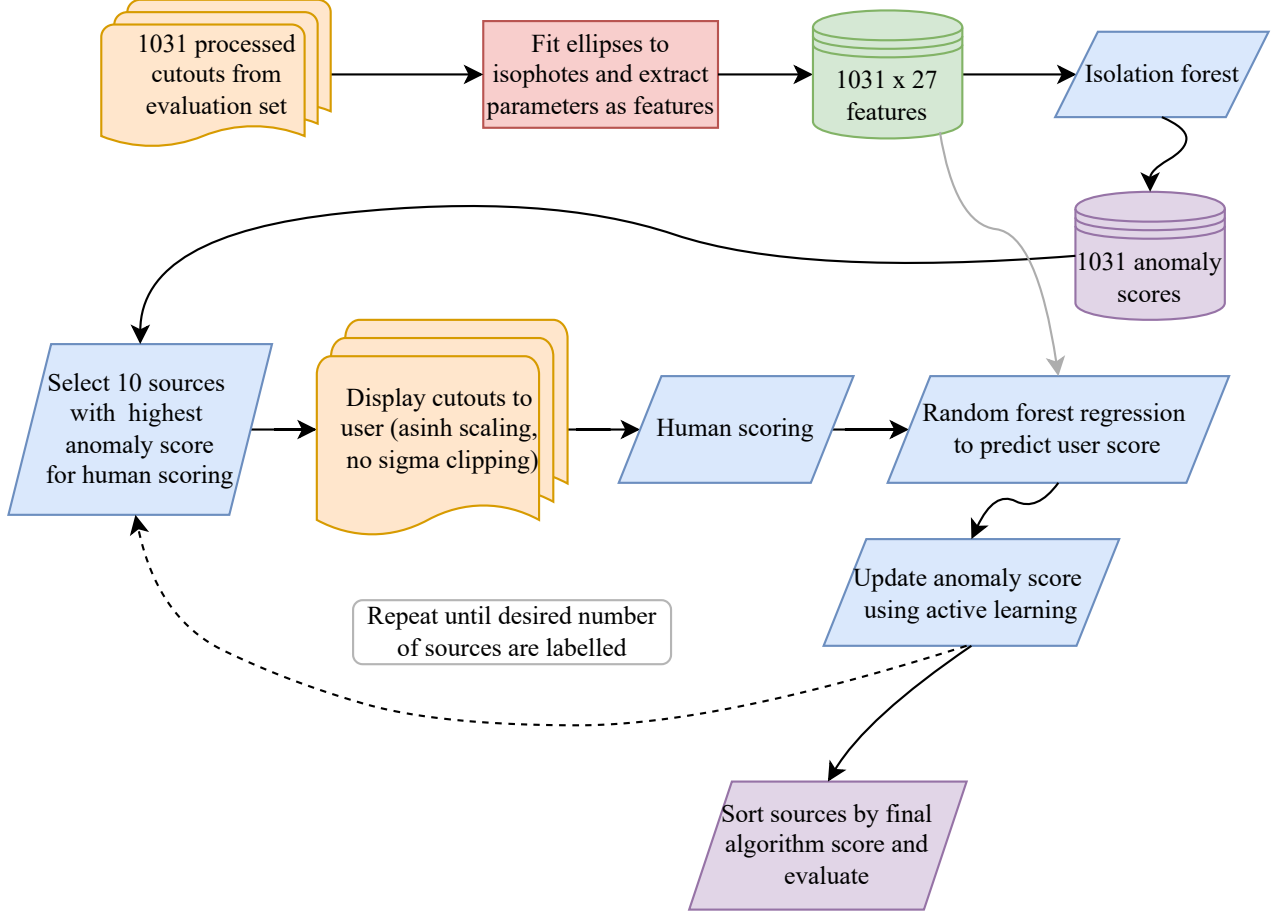 1031 processed
cutouts from
evaluation set
Fit ellipses to
isophotes and extract
parameters as features
1031 x 27
features
Isolation forest
1031 anomaly
scores
Select 10 sources
with highest
anomaly score
for human scoring
Display cutouts to
user (asinh scaling,
no sigma clipping)
Human scoring
Random forest regression
to predict user score
Update anomaly score
using active learning
Repeat until desired number
of sources are labelled
Sort sources by final
algorithm score and
evaluate